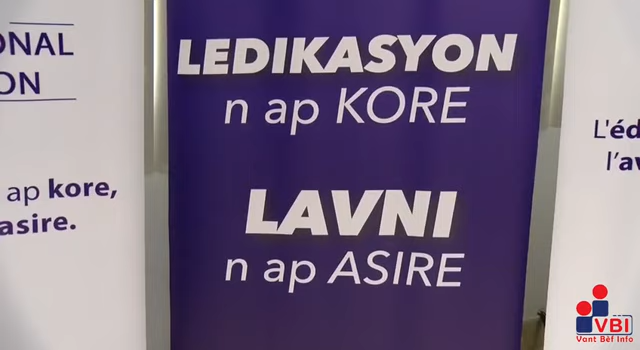 ONAL
ON
ap kore,
asire.
LEDIKASYON
n ap KORE
LAVNI
n ap ASIRE
L'éd
l'av
VBI
Vant Bèf Info